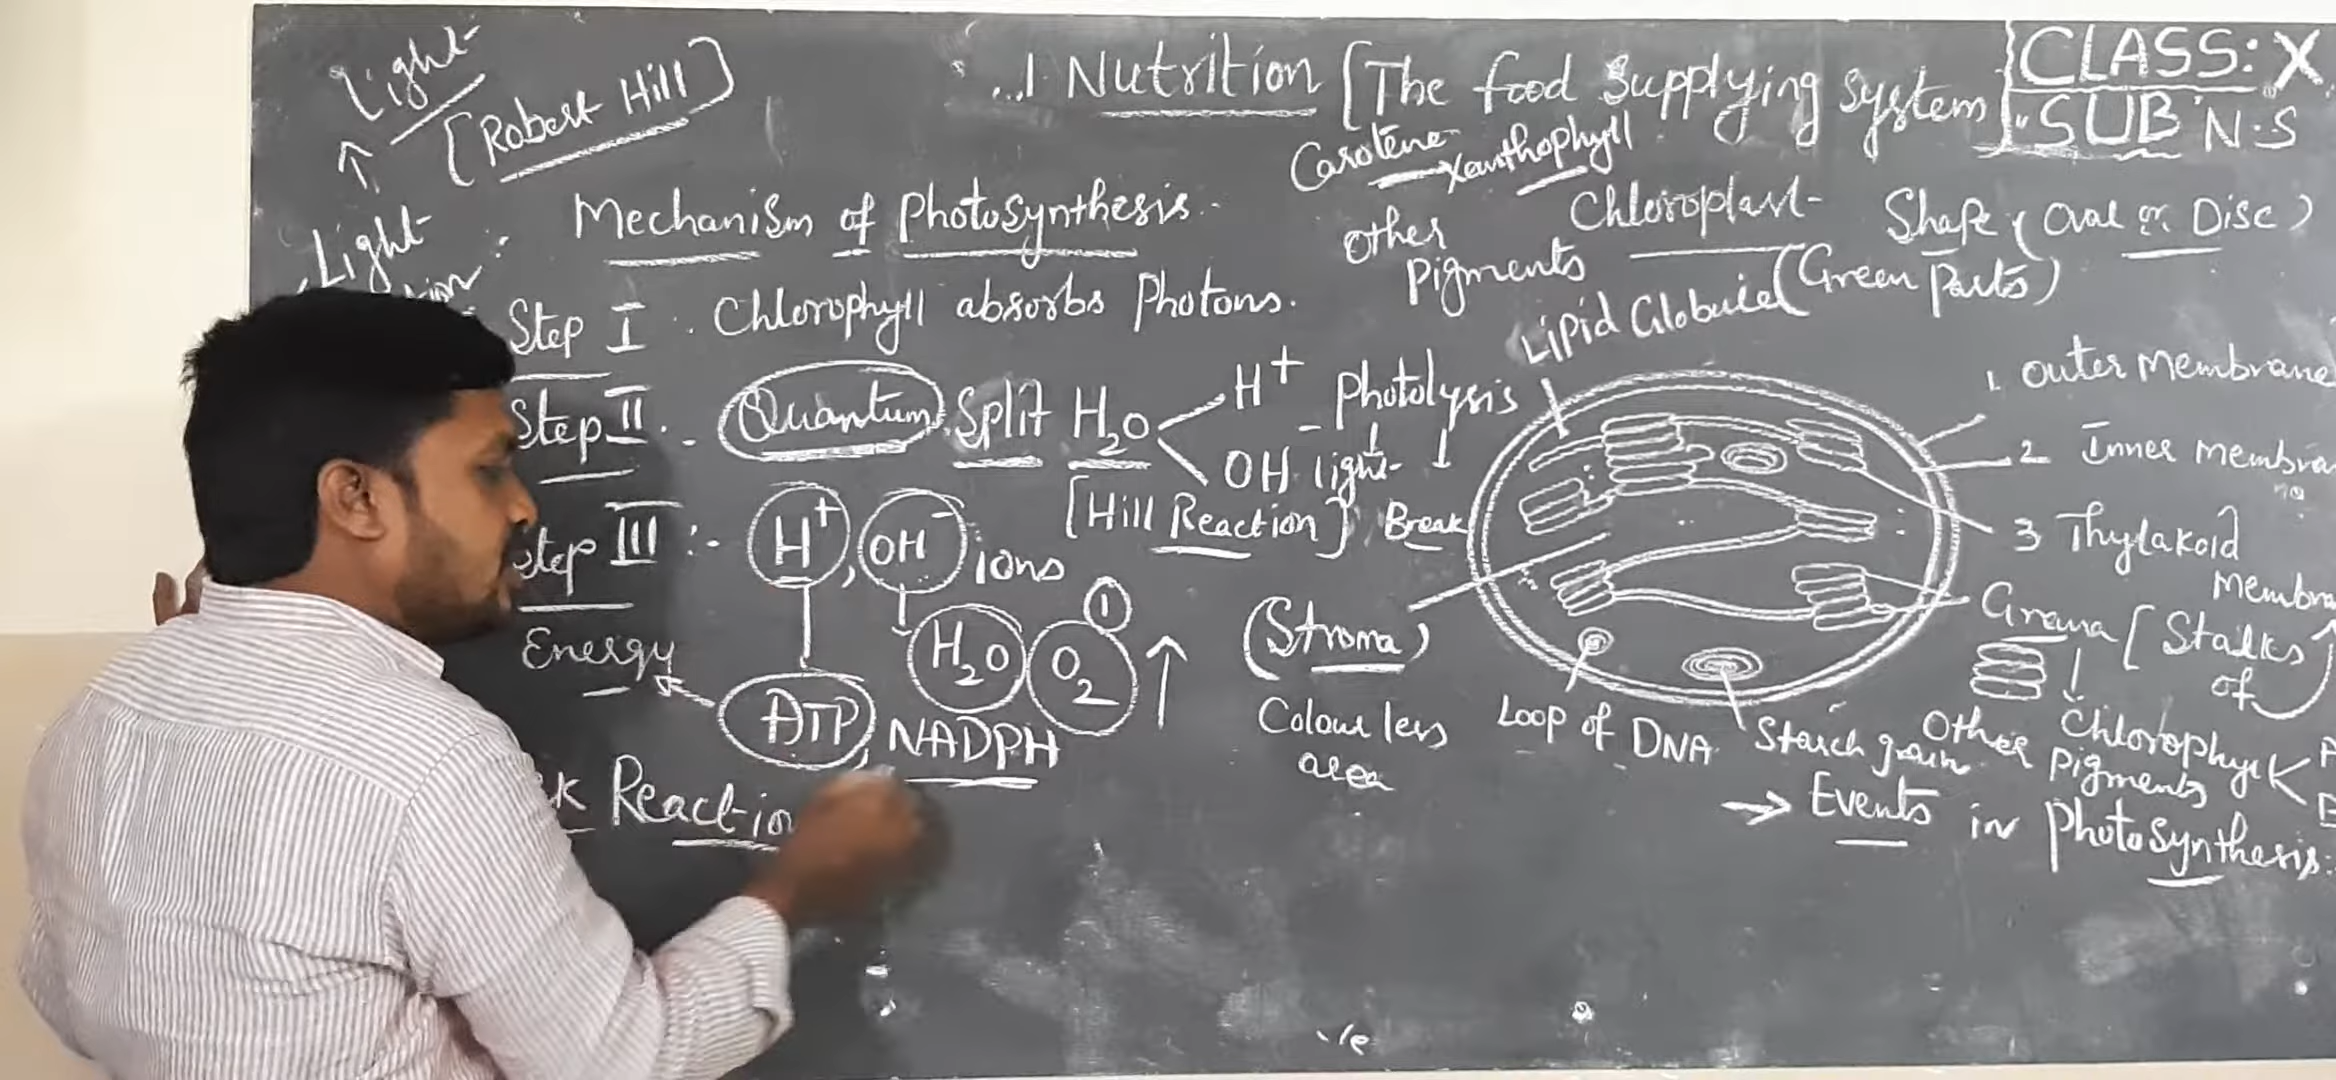 Light
[Robert Hill]
...1 Nutrition [The food Supplying System]
CLASS: X
SUB N.S
Carotene
Xanthophyll
Light
Mechanism of Photosynthesis.
Other
Pigments
Chloroplast
Shape (Oval or Disc)
(Green Parts)
Step I : Chlorophyll absorbs Photons.
Lipid Globule
Step II : Quantum Split H2O
H+
OH
- Photolysis
light
Break
[Hill Reaction]
1. Outer Membrane
2 Inner Membra
3 Thylakoid
Membra
Step III :- H+, OH- ions
Energy
H2O O2 ↑
1
ATP, NADPH
(Stroma)
Colour less
area
Grana [Stalks
of
Loop of DNA
Starch grain
Other
Pigments
Chlorophyll
→ Events in Photosynthesis.
k Reaction